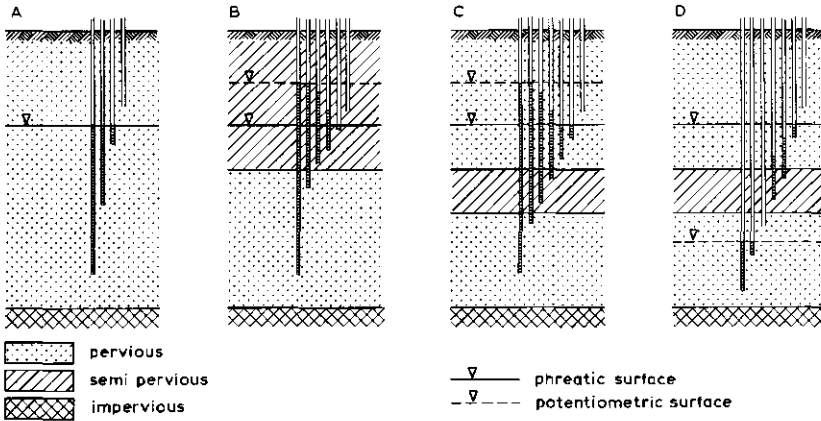 A
B
C
D
pervious
semi pervious
impervious
phreatic surface
potentiometric surface